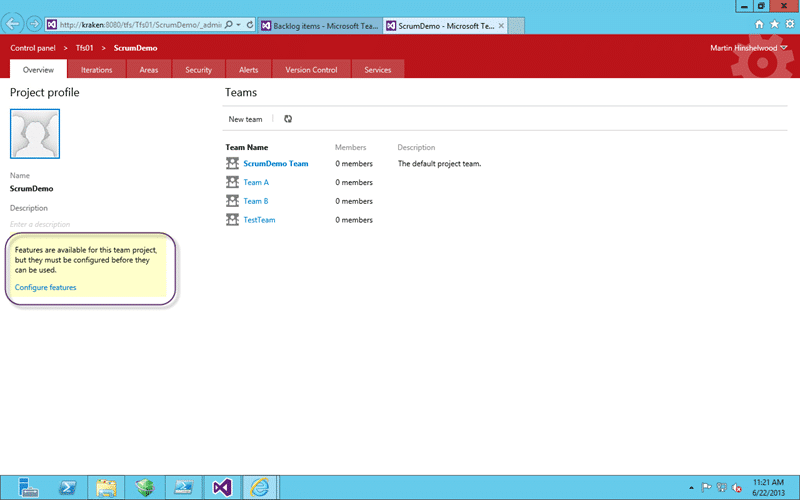 http://kraken:8080/tfs/Tfs01/ScrumDemo/_admin
Backlog items - Microsoft Tea...
ScrumDemo - Microsoft Te...
Control panel > Tfs01 > ScrumDemo
Martin Hinshelwood
Overview Iterations Areas Security Alerts Version Control Services
Project profile
Teams
New team
Team Name Members Description
ScrumDemo Team 0 members The default project team.
Team A 0 members
Team B 0 members
TestTeam 0 members
Name
ScrumDemo
Description
Enter a description
Features are available for this team project,
but they must be configured before they
can be used.
Configure features
11:21 AM
6/22/2013